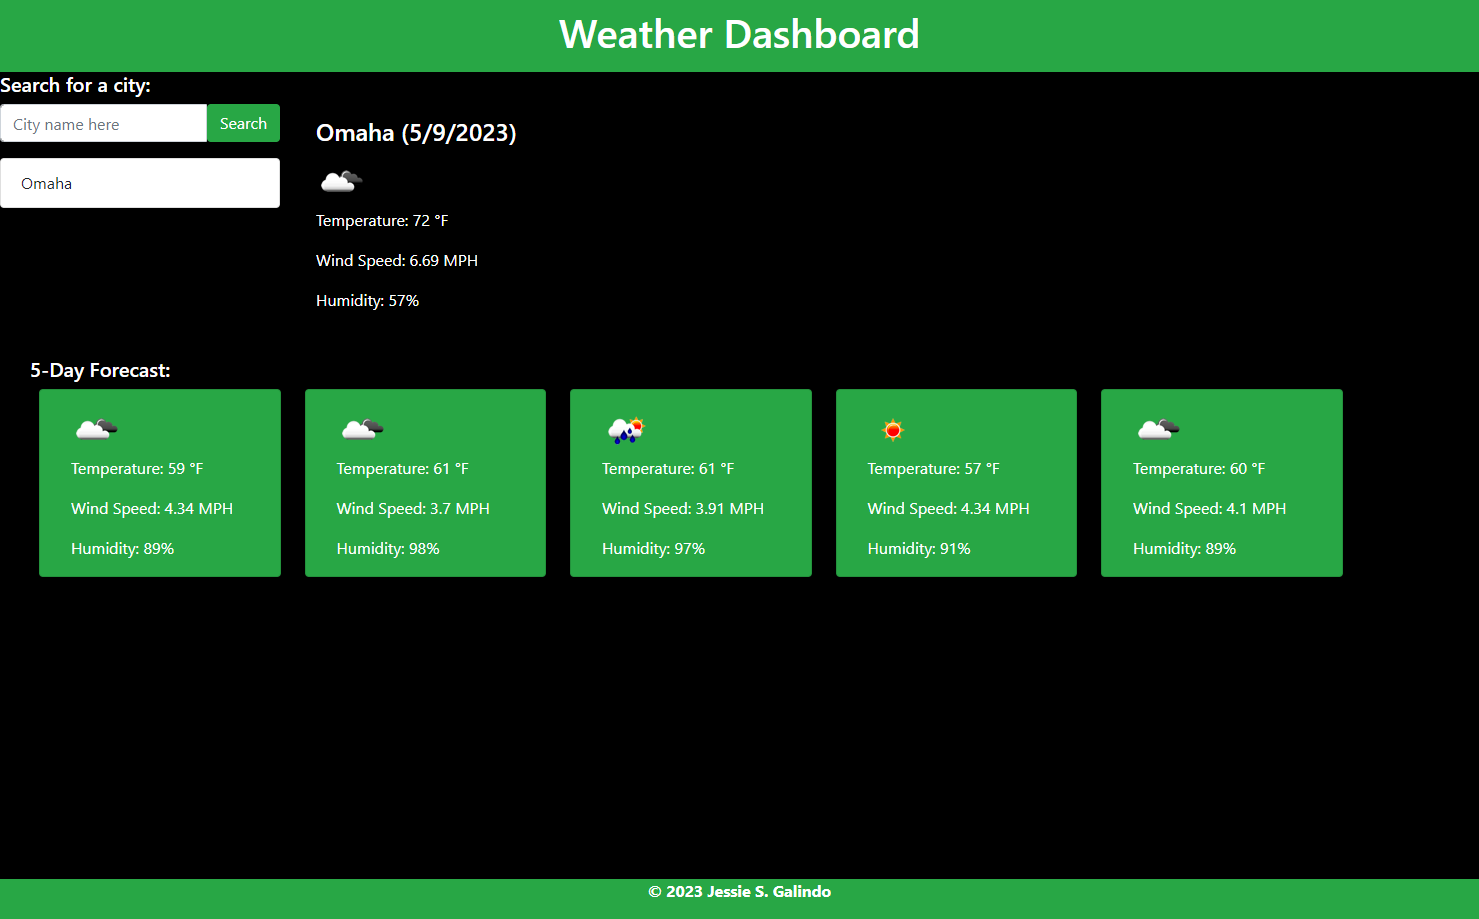 Weather Dashboard
Search for a city:
City name here
Search
Omaha
Omaha (5/9/2023)
Temperature: 72 °F
Wind Speed: 6.69 MPH
Humidity: 57%
5-Day Forecast:
Temperature: 59 °F
Wind Speed: 4.34 MPH
Humidity: 89%
Temperature: 61 °F
Wind Speed: 3.7 MPH
Humidity: 98%
Temperature: 61 °F
Wind Speed: 3.91 MPH
Humidity: 97%
Temperature: 57 °F
Wind Speed: 4.34 MPH
Humidity: 91%
Temperature: 60 °F
Wind Speed: 4.1 MPH
Humidity: 89%
© 2023 Jessie S. Galindo